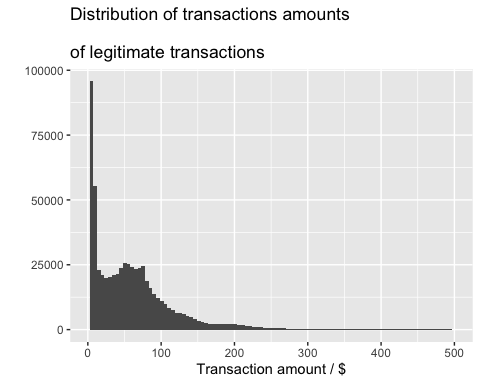 Distribution of transactions amounts
of legitimate transactions
100000
75000
50000
25000
0
0 100 200 300 400 500
Transaction amount / $